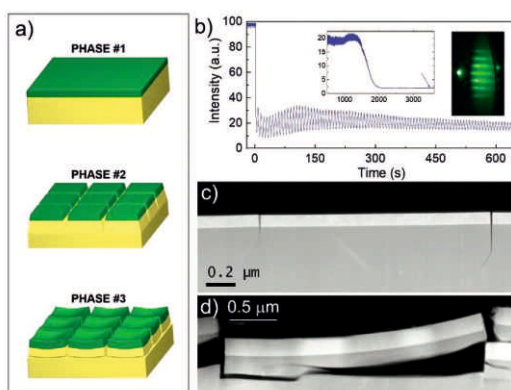 a)
PHASE #1
PHASE #2
PHASE #3
b)
Intensity (a.u.)
100
80
60
40
20
0
0
150
300
450
600
Time (s)
20
15
10
5
0
1000
2000
3000
c)
0.2 μm
d)
0.5 μm